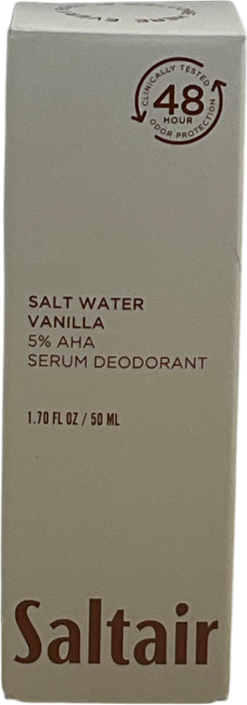 CLINICALLY TESTED
48
HOUR
ODOR PROTECTION
SALT WATER
VANILLA
5% AHA
SERUM DEODORANT
1.70 FL OZ / 50 ML
Saltair